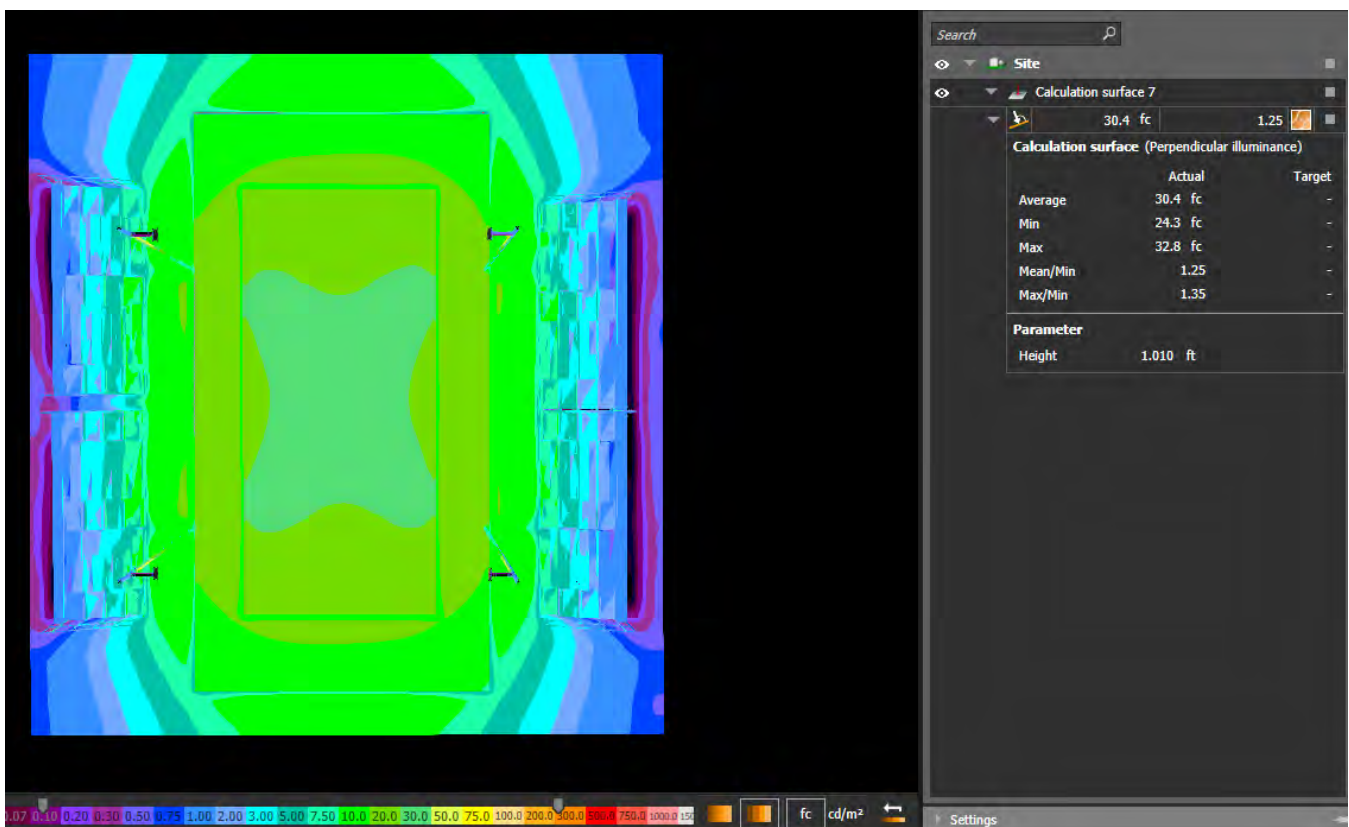 Search
Site
Calculation surface 7
30.4 fc 1.25
Calculation surface (Perpendicular illuminance)
Actual Target
Average 30.4 fc -
Min 24.3 fc -
Max 32.8 fc -
Mean/Min 1.25 -
Max/Min 1.35 -
Parameter
Height 1.010 ft
0.10 0.20 0.30 0.50 0.75 1.00 2.00 3.00 5.00 7.50 10.0 20.0 30.0 50.0 75.0 100.0 200.0 300.0 500.0 750.0 1000.0 fc cd/m²
Settings